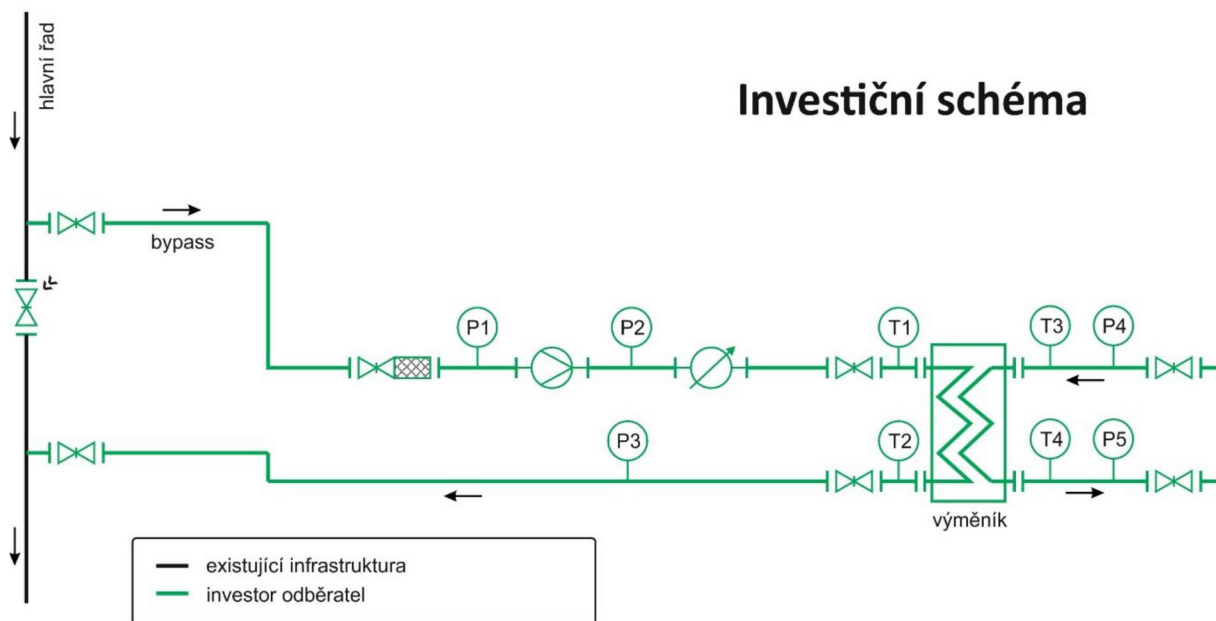 Investiční schéma
hlavní řad
bypass
P1
P2
T1
T3
P4
P3
T2
T4
P5
výměník
existující infrastruktura
investor odběratel